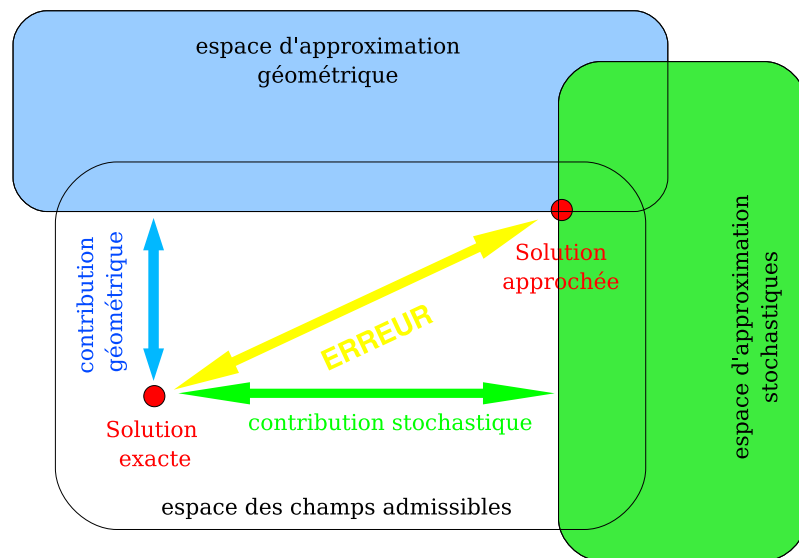 espace d'approximation
géométrique
contribution
géométrique
Solution
approchée
ERREUR
espace d'approximation
stochastiques
contribution stochastique
Solution
exacte
espace des champs admissibles